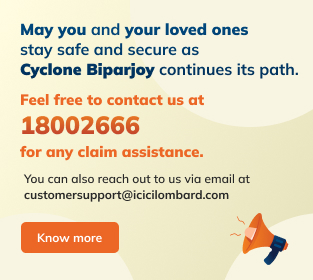 May you and your loved ones
stay safe and secure as
Cyclone Biparjoy continues its path.
Feel free to contact us at
18002666
for any claim assistance.
You can also reach out to us via email at
customersupport@icicilombard.com
Know more